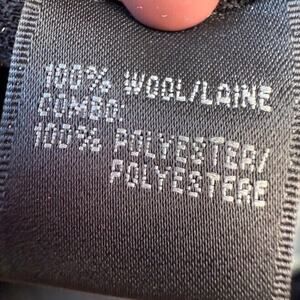 100% WOOL/LAINE
COMBO:
100% POLYESTER/
POLYESTERE